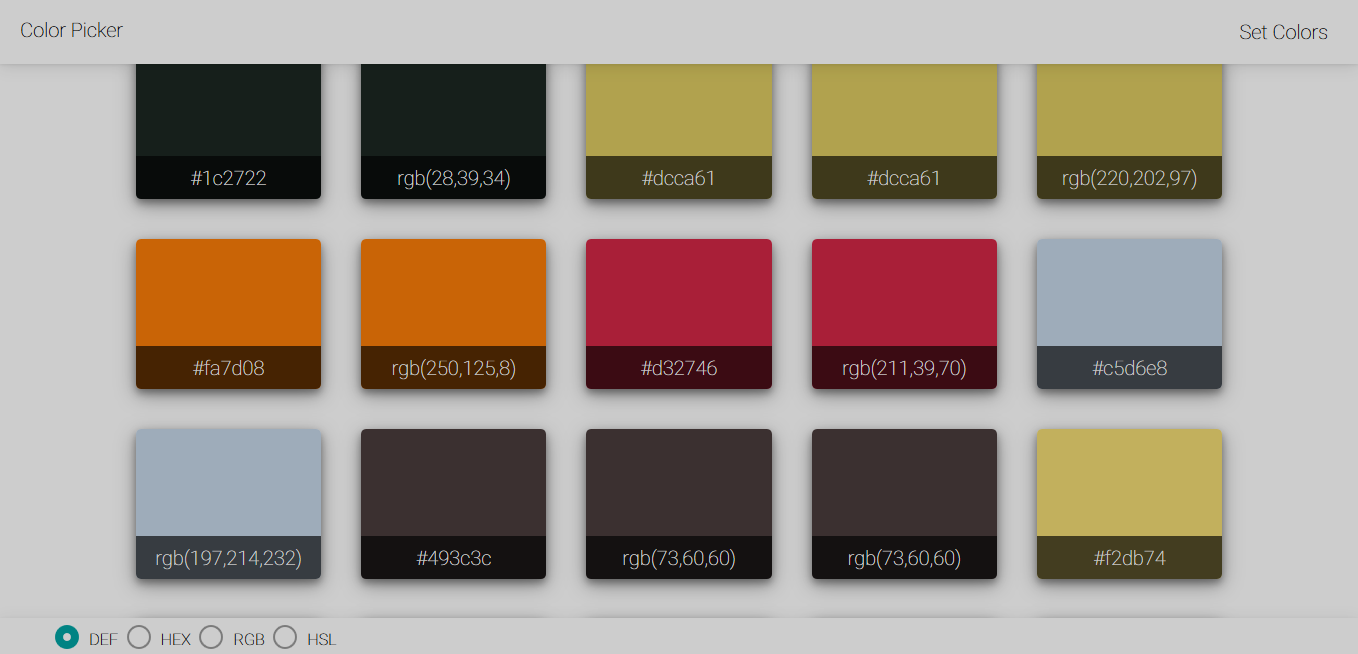 Color Picker
Set Colors
#1c2722
rgb(28,39,34)
#dcca61
#dcca61
rgb(220,202,97)
#fa7d08
rgb(250,125,8)
#d32746
rgb(211,39,70)
#c5d6e8
rgb(197,214,232)
#493c3c
rgb(73,60,60)
rgb(73,60,60)
#f2db74
DEF
HEX
RGB
HSL